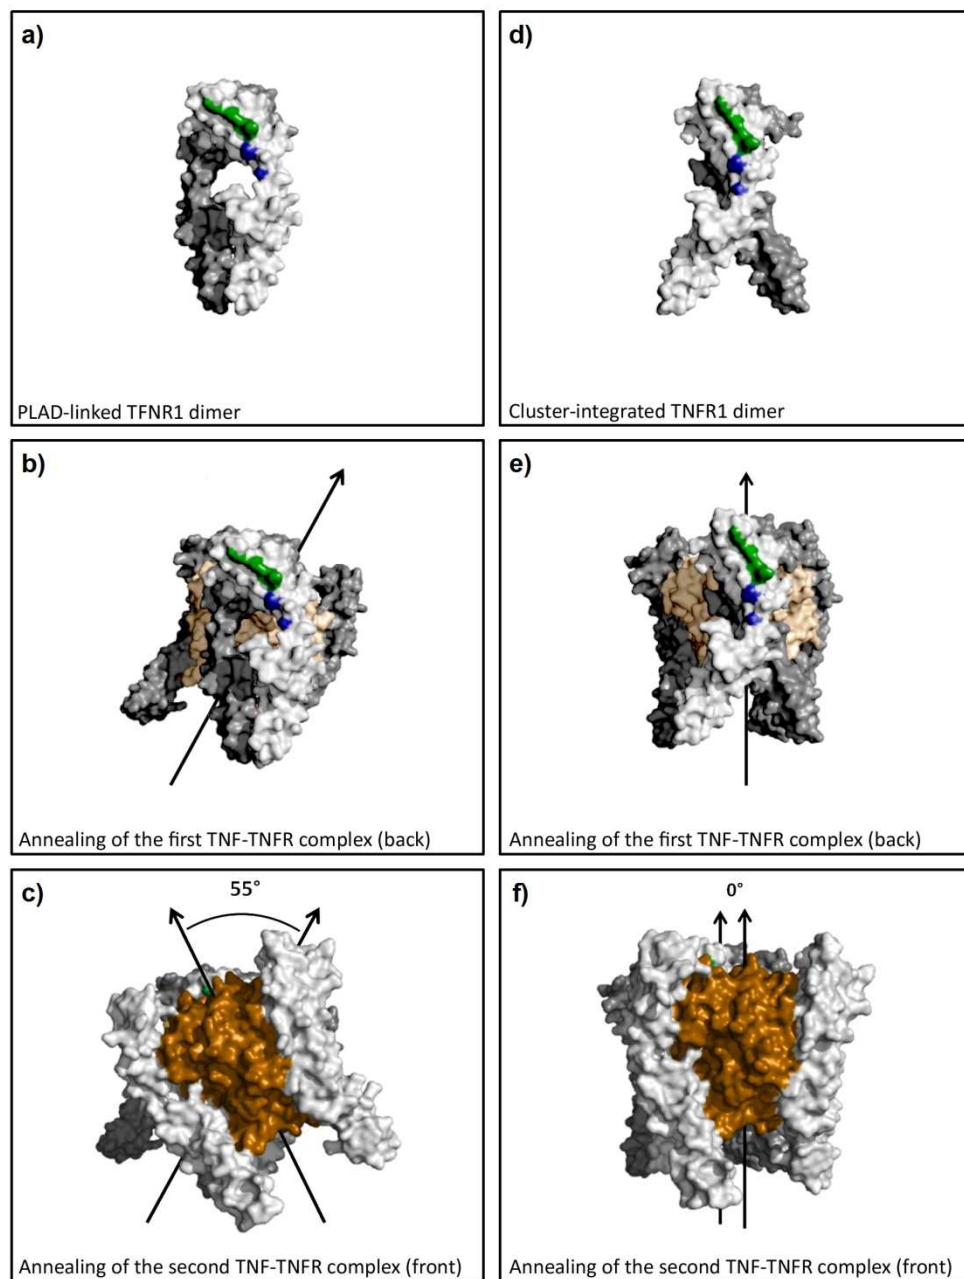 a)
PLAD-linked TFNR1 dimer
d)
Cluster-integrated TNFR1 dimer
b)
Annealing of the first TNF-TNFR complex (back)
e)
Annealing of the first TNF-TNFR complex (back)
c)
55°
Annealing of the second TNF-TNFR complex (front)
f)
0°
Annealing of the second TNF-TNFR complex (front)